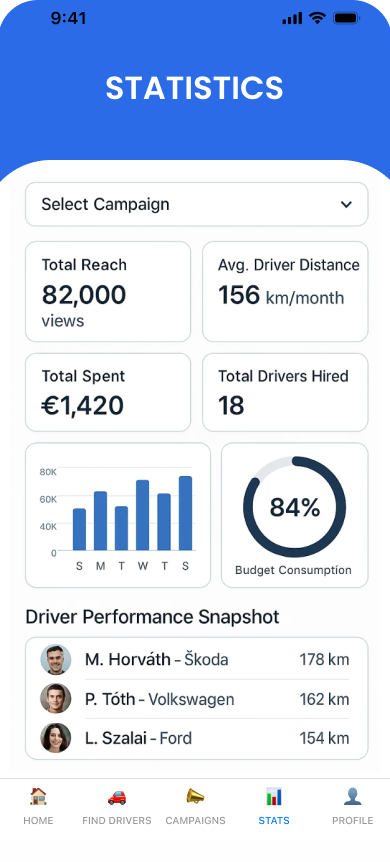 9:41
STATISTICS
Select Campaign
Total Reach
82,000
views
Avg. Driver Distance
156 km/month
Total Spent
€1,420
Total Drivers Hired
18
80K
60K
40K
0
S M T W T S
84%
Budget Consumption
Driver Performance Snapshot
M. Horváth - Škoda 178 km
P. Tóth - Volkswagen 162 km
L. Szalai - Ford 154 km
HOME FIND DRIVERS CAMPAIGNS STATS PROFILE